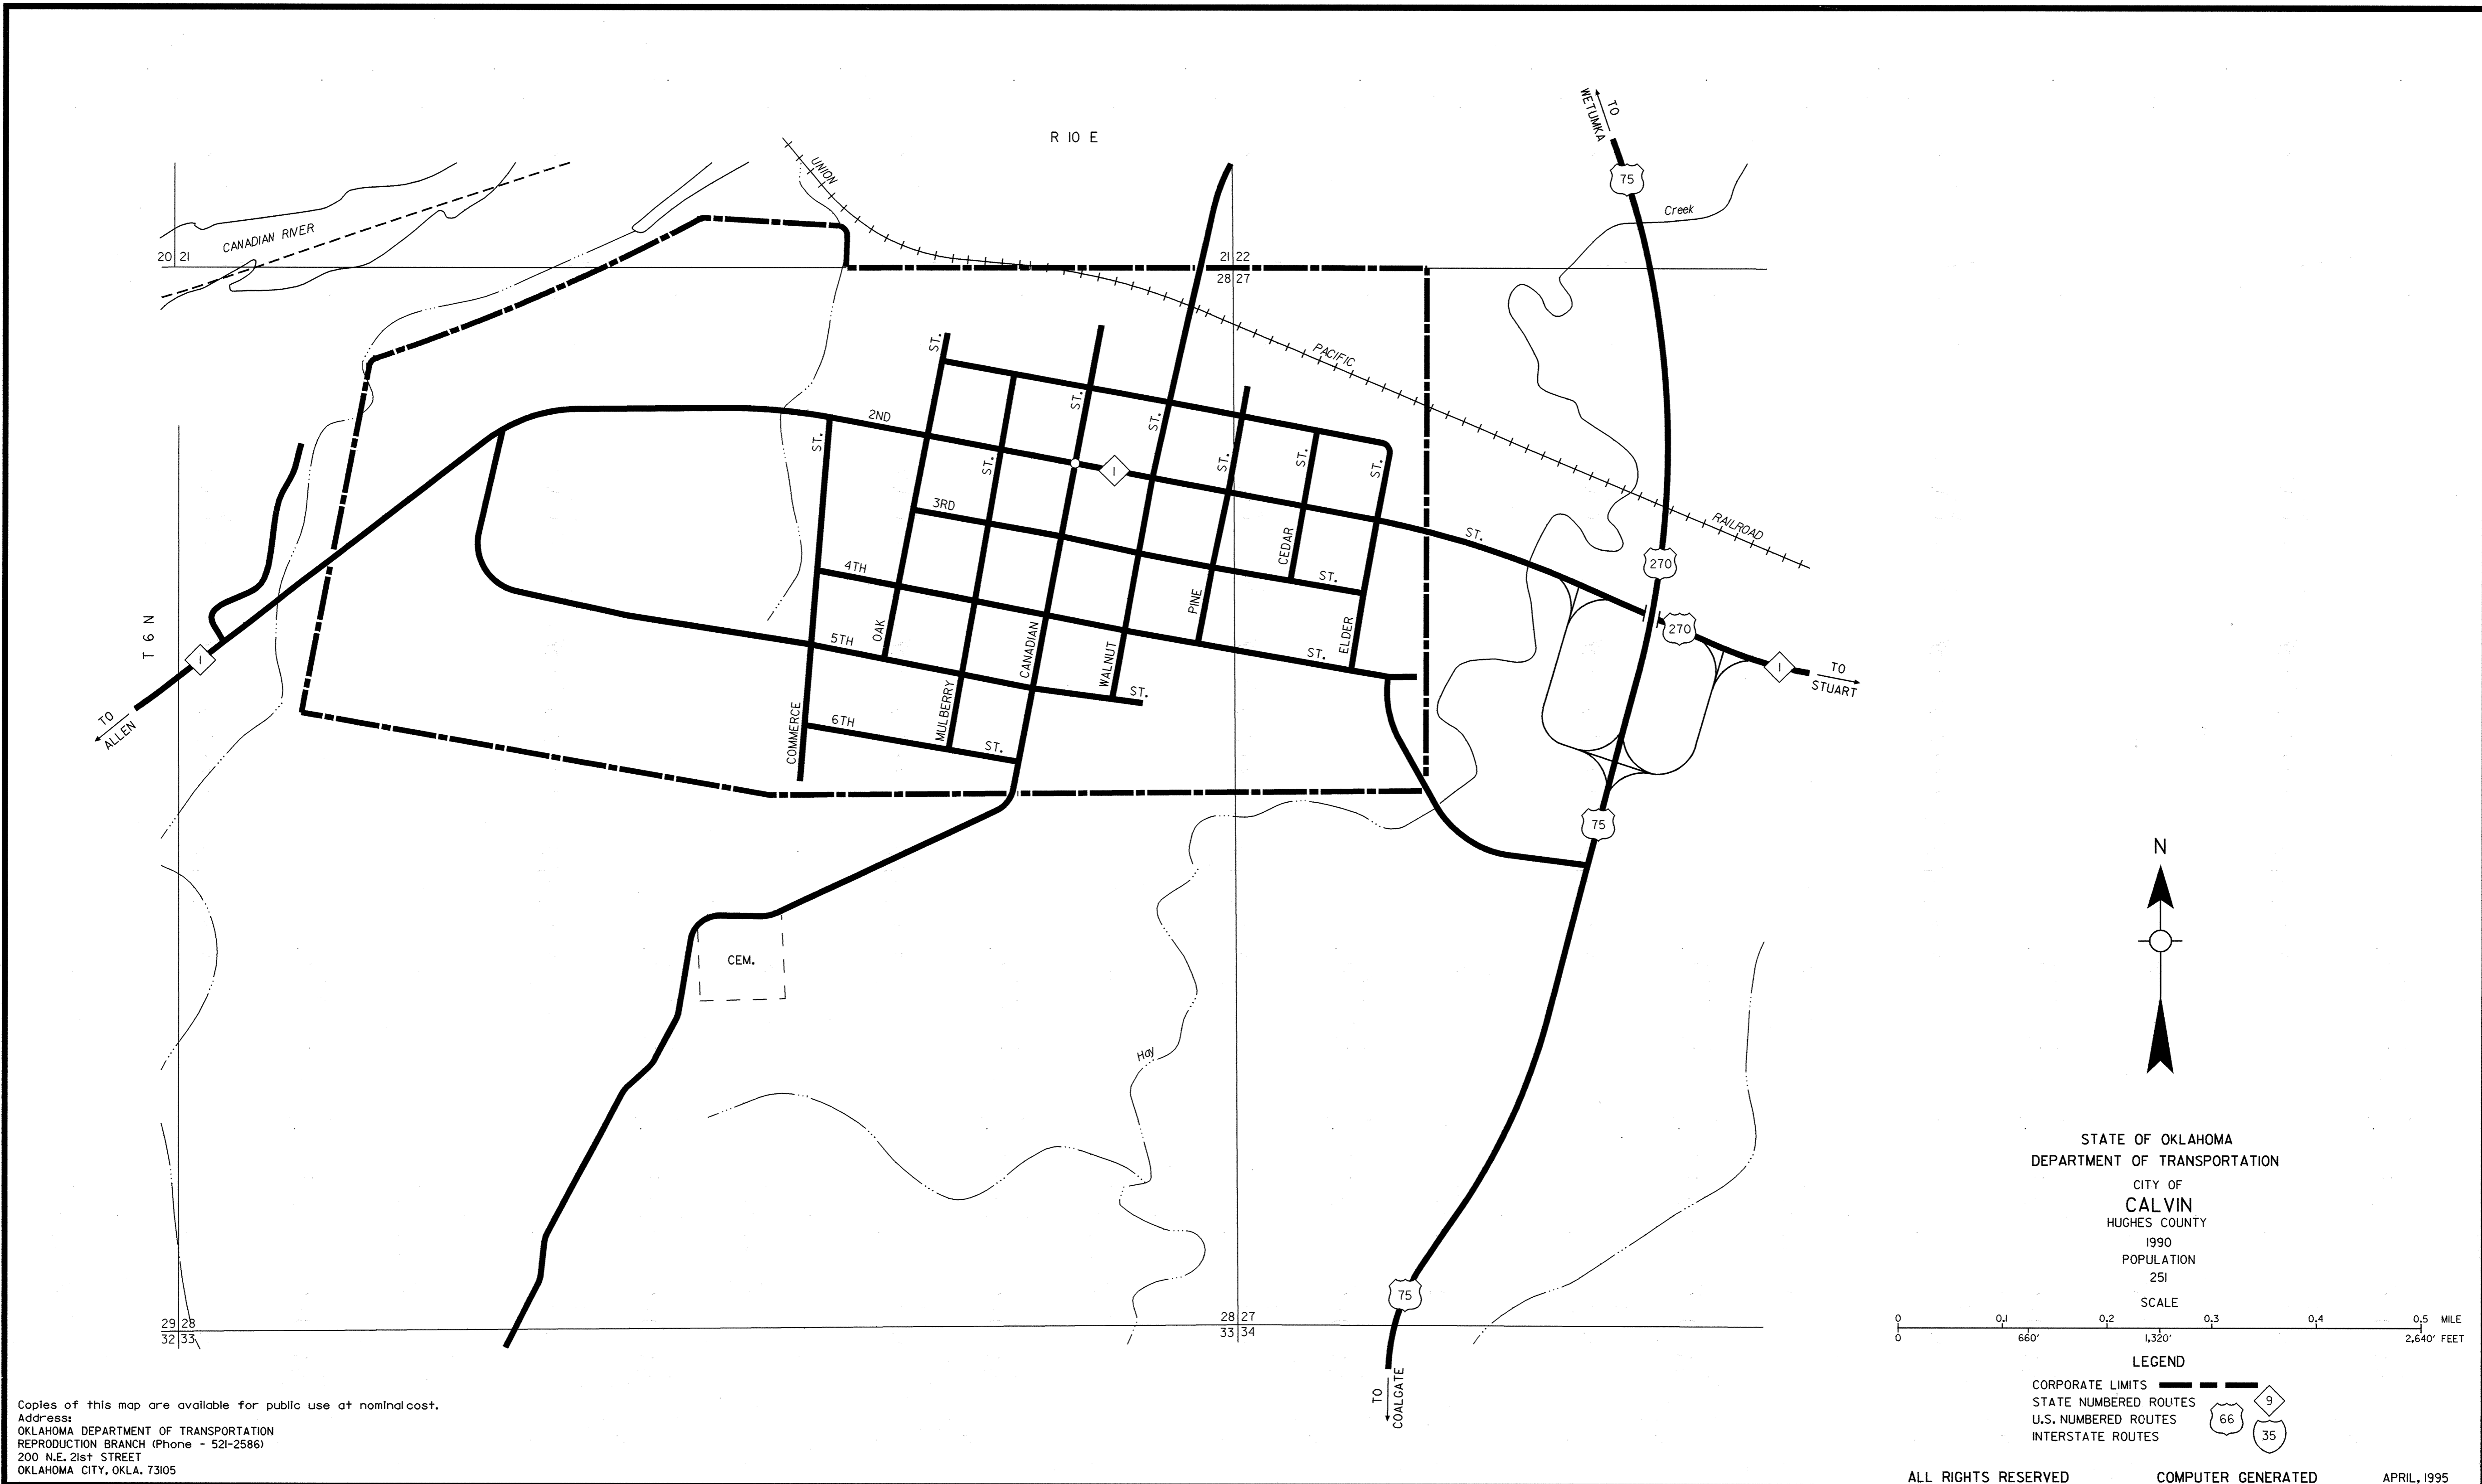 R 10 E
TO
WETUMKA
75
Creek
UNION
CANADIAN RIVER
20 21
21 22
28 27
PACIFIC
RAILROAD
ST.
ST.
ST.
ST.
ST.
ST.
ST.
ST.
2ND
1
ST.
3RD
CEDAR
ST.
270
270
1
TO
STUART
4TH
PINE
ELDER
ST.
T 6 N
1
TO
ALLEN
5TH
OAK
CANADIAN
WALNUT
ST.
COMMERCE
MULBERRY
6TH
ST.
75
N
CEM.
Hay
75
29 28
32 33
28 27
33 34
TO
COALGATE
STATE OF OKLAHOMA
DEPARTMENT OF TRANSPORTATION
CITY OF
CALVIN
HUGHES COUNTY
1990
POPULATION
251
SCALE
0 0.1 0.2 0.3 0.4 0.5 MILE
0 660' 1,320' 2,640' FEET
LEGEND
CORPORATE LIMITS
STATE NUMBERED ROUTES 9
U.S. NUMBERED ROUTES 66
INTERSTATE ROUTES 35
Copies of this map are available for public use at nominal cost.
Address:
OKLAHOMA DEPARTMENT OF TRANSPORTATION
REPRODUCTION BRANCH (Phone - 521-2586)
200 N.E. 21st STREET
OKLAHOMA CITY, OKLA. 73105
ALL RIGHTS RESERVED COMPUTER GENERATED APRIL, 1995